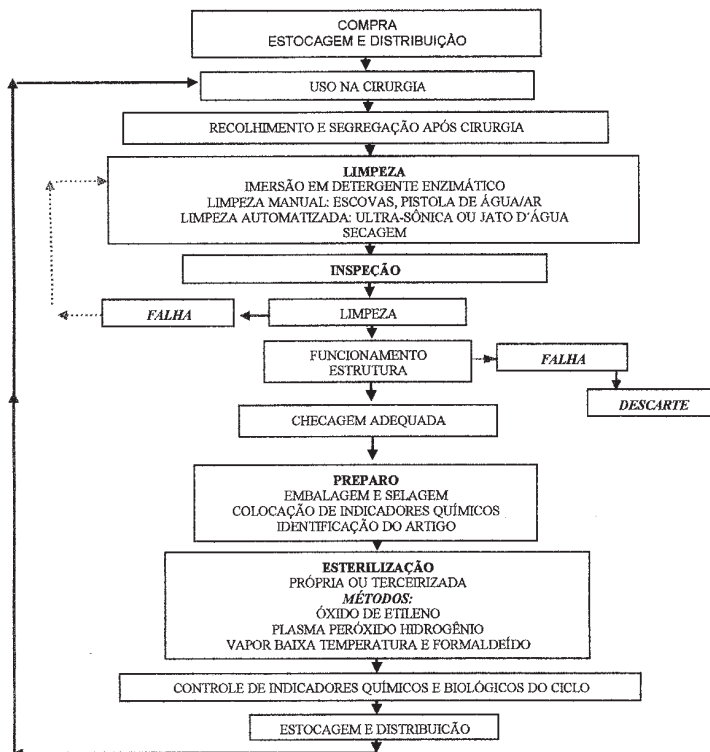 COMPRA
ESTOCAGEM E DISTRIBUIÇÃO
USO NA CIRURGIA
RECOLHIMENTO E SEGREGAÇÃO APÓS CIRURGIA
LIMPEZA
IMERSÃO EM DETERGENTE ENZIMÁTICO
LIMPEZA MANUAL: ESCOVAS, PISTOLA DE ÁGUA/AR
LIMPEZA AUTOMATIZADA: ULTRA-SÔNICA OU JATO D´ÁGUA
SECAGEM
INSPEÇÃO
FALHA
LIMPEZA
FUNCIONAMENTO
ESTRUTURA
FALHA
DESCARTE
CHECAGEM ADEQUADA
PREPARO
EMBALAGEM E SELAGEM
COLOCAÇÃO DE INDICADORES QUÍMICOS
IDENTIFICAÇÃO DO ARTIGO
ESTERILIZAÇÃO
PRÓPRIA OU TERCEIRIZADA
MÉTODOS:
ÓXIDO DE ETILENO
PLASMA PERÓXIDO HIDROGÊNIO
VAPOR BAIXA TEMPERATURA E FORMALDEÍDO
CONTROLE DE INDICADORES QUÍMICOS E BIOLÓGICOS DO CICLO
ESTOCAGEM E DISTRIBUICÃO